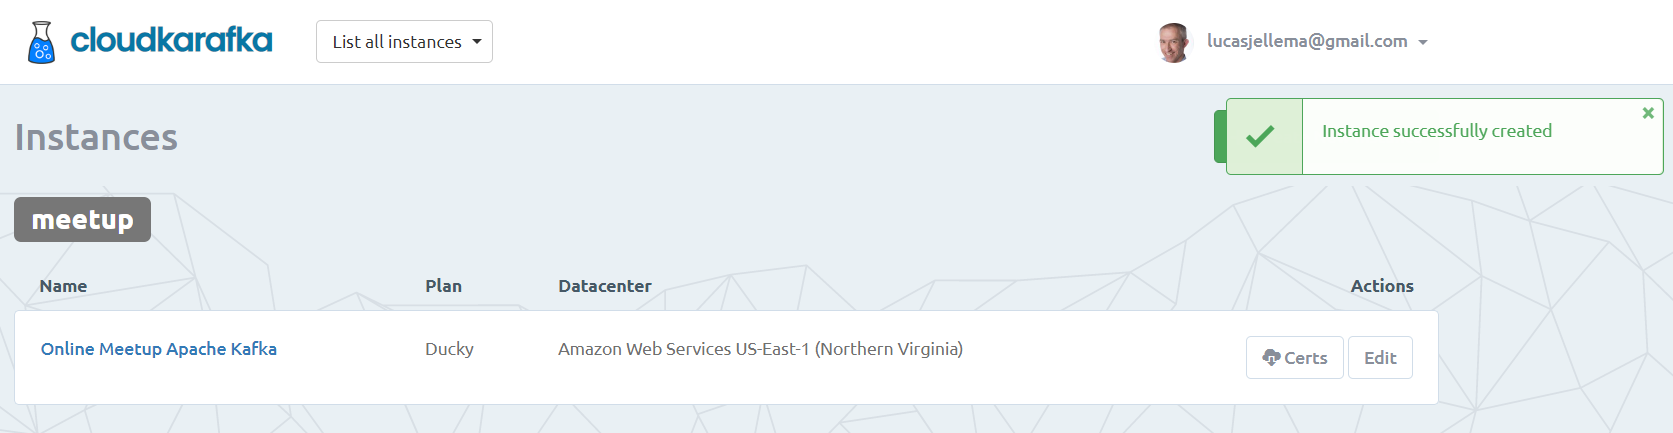 cloudkarafka
List all instances
lucasjellema@gmail.com
Instances
Instance successfully created
meetup
Name Plan Datacenter Actions
Online Meetup Apache Kafka Ducky Amazon Web Services US-East-1 (Northern Virginia) Certs Edit